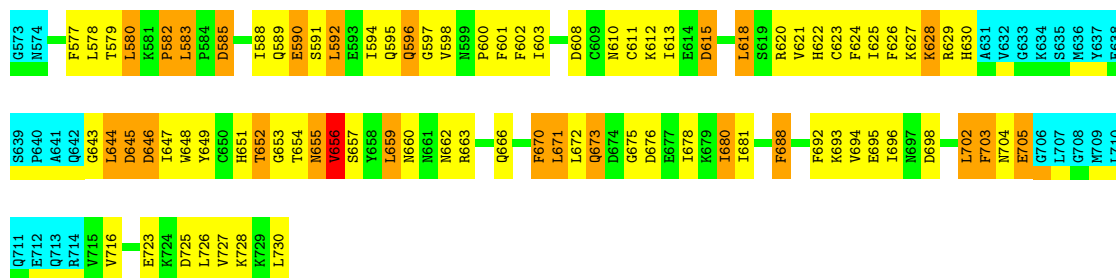 G573 N574 F577 L578 T579 L580 K581 P582 L583 P584 D585 I588 Q589 E590 S591 L592 E593 I594 Q595 Q596 G597 V598 N599 P600 F601 F602 I603 D608 C609 N610 C611 K612 I613 E614 D615 L618 S619 R620 V621 H622 C623 F624 I625 F626 K627 K628 R629 H630 A631 V632 G633 K634 S635 M636 Y637
S639 P640 A641 Q642 G643 L644 D645 D646 I647 W648 Y649 C650 H651 T652 G653 T654 N655 V656 S657 Y658 L659 N660 N661 N662 R663 Q666 F670 L671 L672 Q673 D674 G675 D676 E677 I678 K679 I680 I681 F688 F692 K693 V694 E695 I696 N697 D698 L702 F703 N704 E705 G706 L707 G708 M709
Q711 E712 Q713 R714 V715 V716 E723 K724 D725 L726 V727 K728 K729 L730